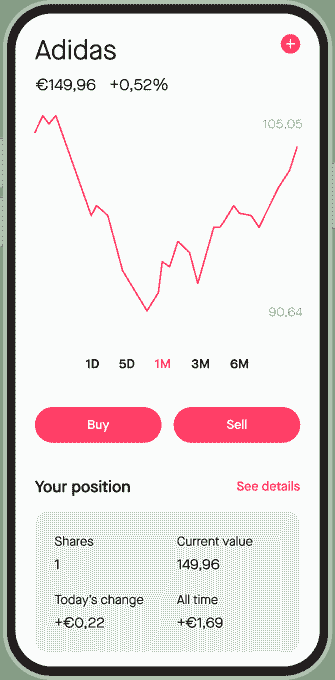 Adidas
+
€149,96 +0,52%
105.05
90.64
1D 5D 1M 3M 6M
Buy Sell
Your position See details
Shares Current value
1 149,96
Today's change All time
+€0,22 +€1,69